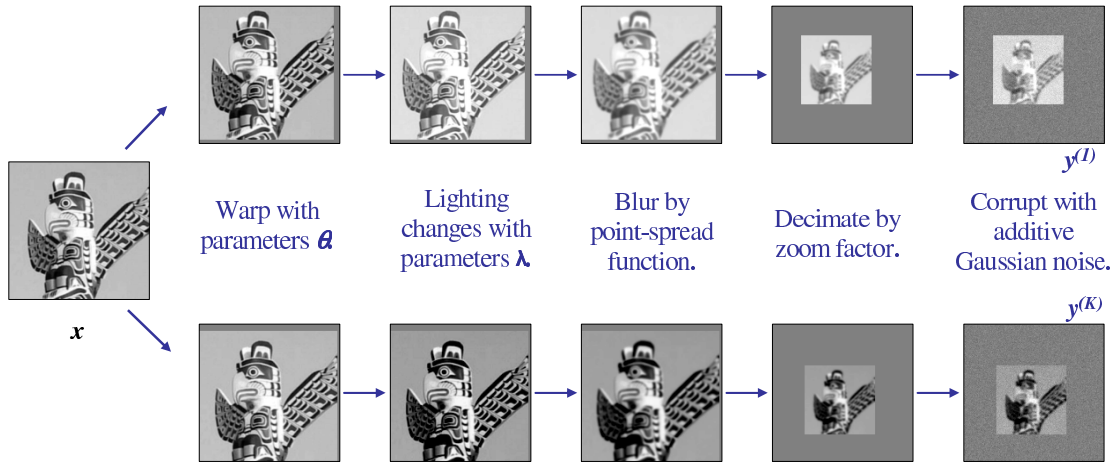 y(1)
Warp with
parameters θ.
Lighting
changes with
parameters λ.
Blur by
point-spread
function.
Decimate by
zoom factor.
Corrupt with
additive
Gaussian noise.
x
y(K)